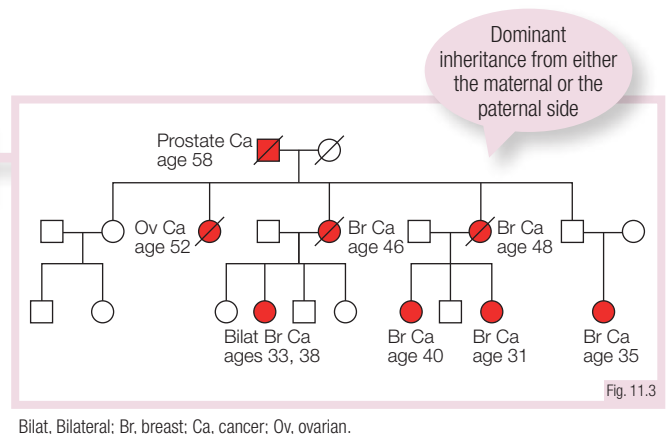 Dominant
inheritance from either
the maternal or the
paternal side
Prostate Ca
age 58
Ov Ca
age 52
Br Ca
age 46
Br Ca
age 48
Bilat Br Ca
ages 33, 38
Br Ca
age 40
Br Ca
age 31
Br Ca
age 35
Fig. 11.3
Bilat, Bilateral; Br, breast; Ca, cancer; Ov, ovarian.